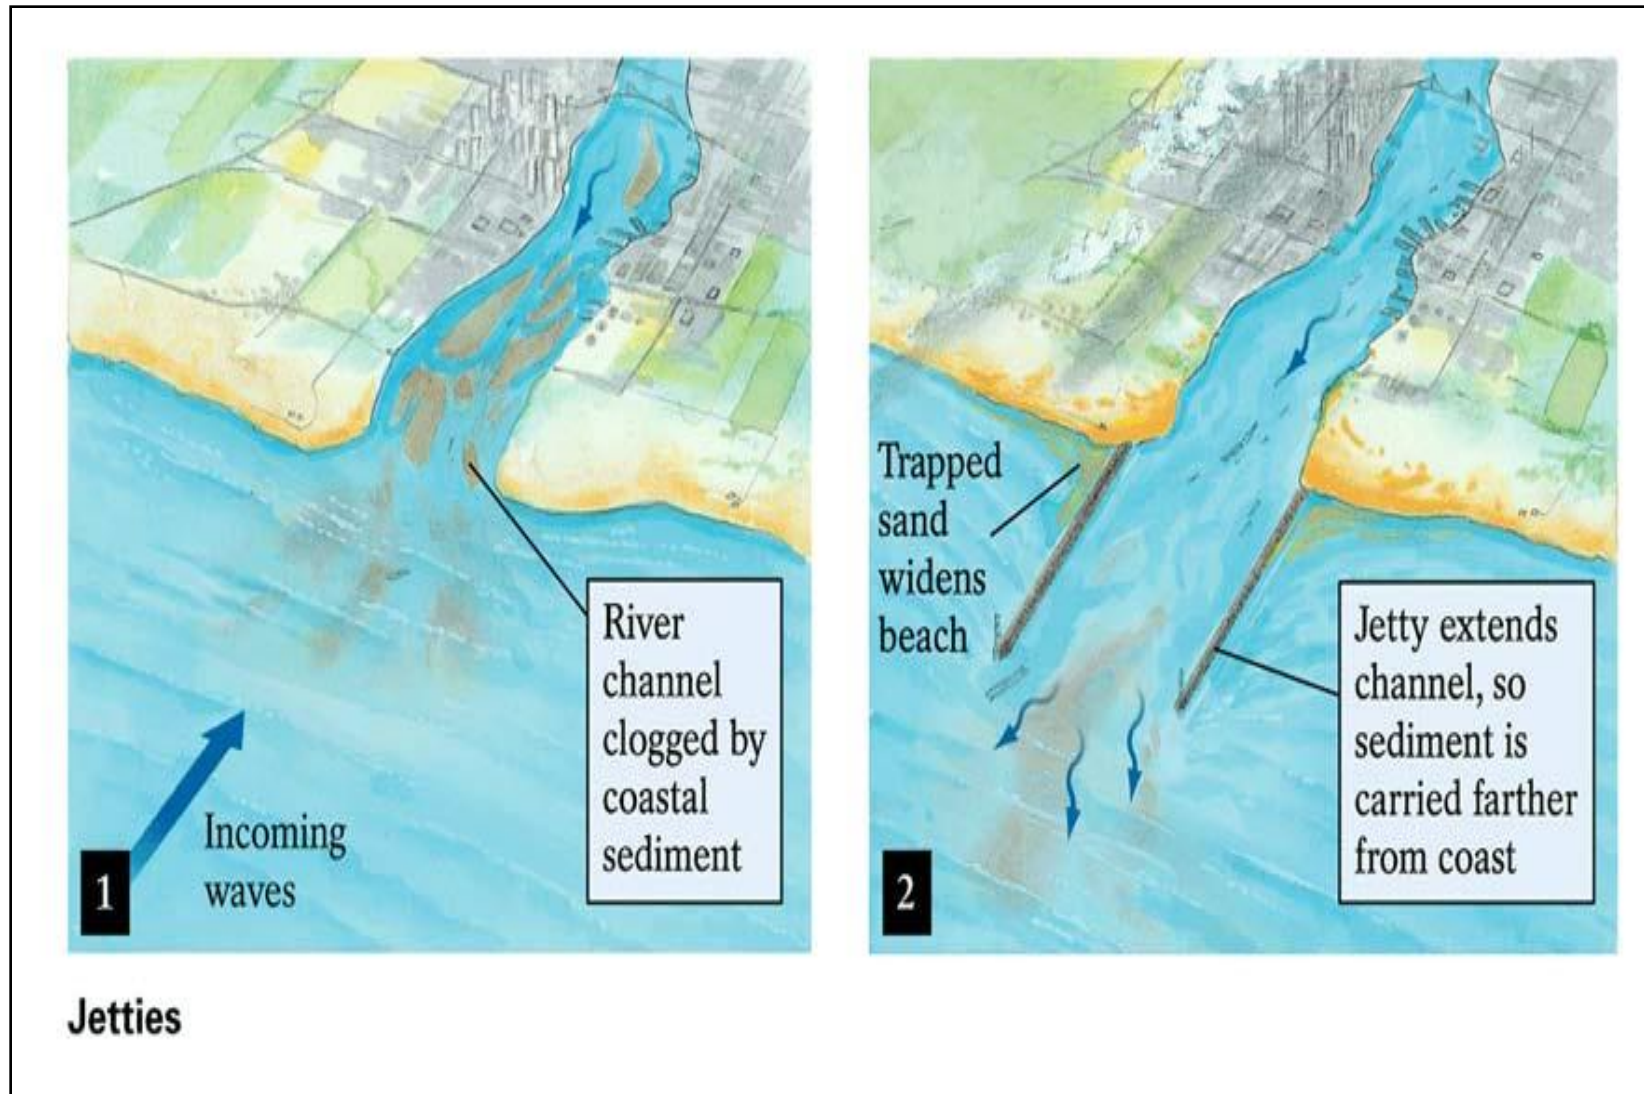 River
channel
clogged by
coastal
sediment
Incoming
waves
1
Trapped
sand
widens
beach
Jetty extends
channel, so
sediment is
carried farther
from coast
2
Jetties